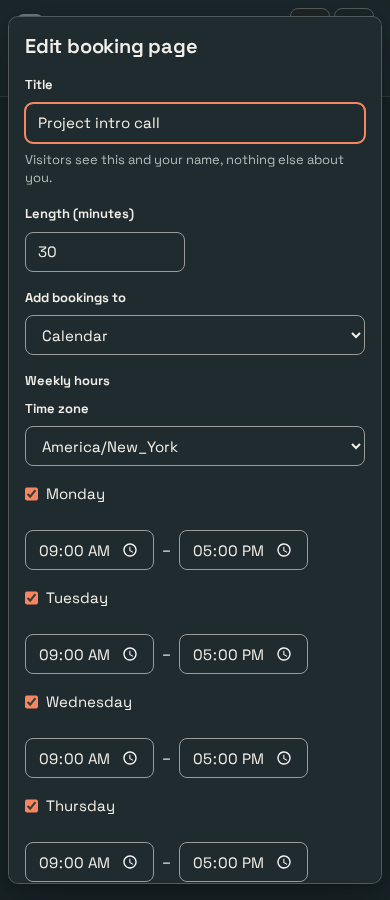 Edit booking page
Title
Project intro call
Visitors see this and your name, nothing else about
you.
Length (minutes)
30
Add bookings to
Calendar
Weekly hours
Time zone
America/New_York
Monday
09:00 AM – 05:00 PM
Tuesday
09:00 AM – 05:00 PM
Wednesday
09:00 AM – 05:00 PM
Thursday
09:00 AM – 05:00 PM